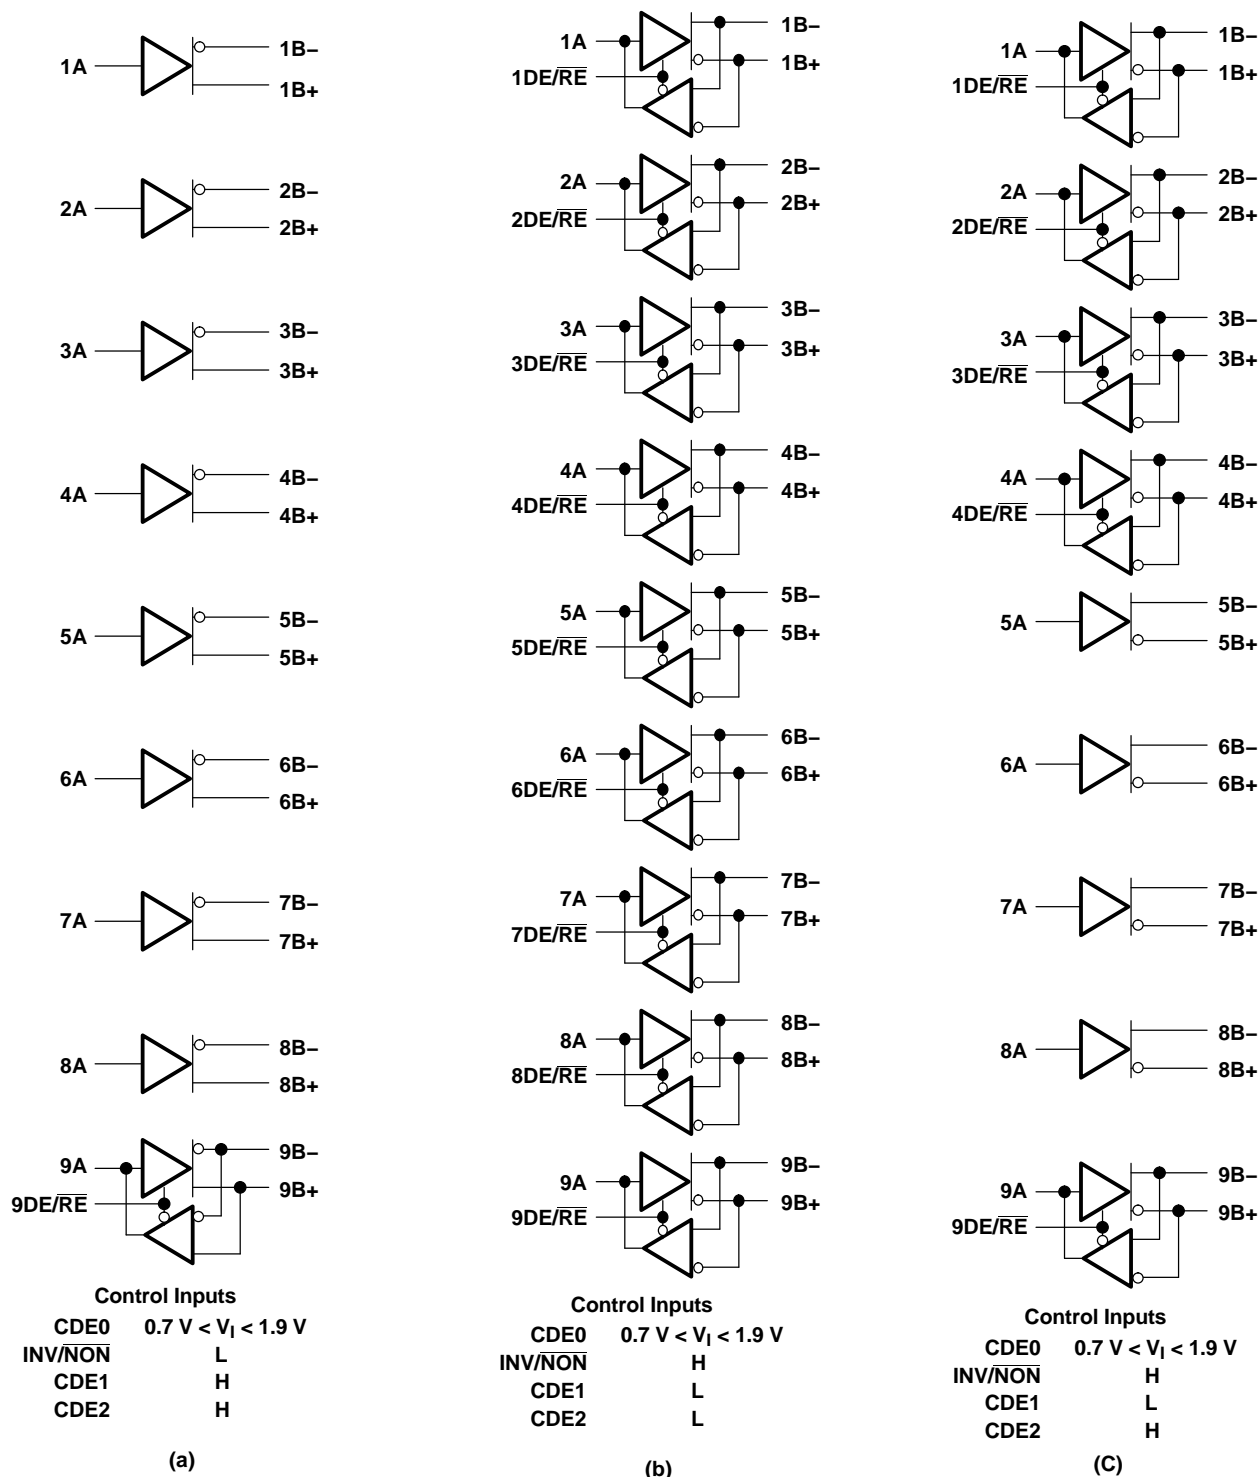 1A
1B–
1B+
2A
2B–
2B+
3A
3B–
3B+
4A
4B–
4B+
5A
5B–
5B+
6A
6B–
6B+
7A
7B–
7B+
8A
8B–
8B+
9A
9B–
9B+
9DE/RE
Control Inputs
CDE0 0.7 V < VI < 1.9 V
INV/NON L
CDE1 H
CDE2 H
(a)
1A
1B–
1B+
1DE/RE
2A
2B–
2B+
2DE/RE
3A
3B–
3B+
3DE/RE
4A
4B–
4B+
4DE/RE
5A
5B–
5B+
5DE/RE
6A
6B–
6B+
6DE/RE
7A
7B–
7B+
7DE/RE
8A
8B–
8B+
8DE/RE
9A
9B–
9B+
9DE/RE
Control Inputs
CDE0 0.7 V < VI < 1.9 V
INV/NON H
CDE1 L
CDE2 L
(b)
1A
1B–
1B+
1DE/RE
2A
2B–
2B+
2DE/RE
3A
3B–
3B+
3DE/RE
4A
4B–
4B+
4DE/RE
5A
5B–
5B+
6A
6B–
6B+
7A
7B–
7B+
8A
8B–
8B+
9A
9B–
9B+
9DE/RE
Control Inputs
CDE0 0.7 V < VI < 1.9 V
INV/NON H
CDE1 L
CDE2 H
(C)